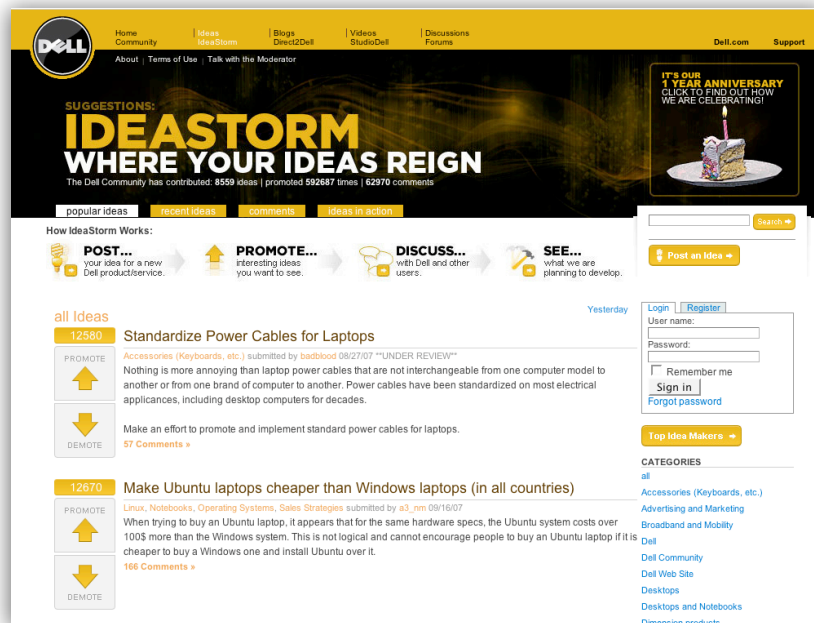 DELL
Home | Ideas | Blogs | Videos | Discussions
Community IdeaStorm Direct2Dell StudioDell Forums
Dell.com Support
About | Terms of Use | Talk with the Moderator
IT'S OUR
1 YEAR ANNIVERSARY
CLICK TO FIND OUT HOW
WE ARE CELEBRATING!
SUGGESTIONS:
IDEASTORM
WHERE YOUR IDEAS REIGN
The Dell Community has contributed: 8559 ideas | promoted 592687 times | 62970 comments
popular ideas recent ideas comments ideas in action
Search
How IdeaStorm Works:
POST...
your idea for a new
Dell product/service.
PROMOTE...
interesting ideas
you want to see.
DISCUSS...
with Dell and other
users.
SEE...
what we are
planning to develop.
Post an Idea
all Ideas
Yesterday
12580
PROMOTE
DEMOTE
Standardize Power Cables for Laptops
Accessories (Keyboards, etc.) submitted by badblood 08/27/07 **UNDER REVIEW**
Nothing is more annoying than laptop power cables that are not interchangeable from one computer model to
another or from one brand of computer to another. Power cables have been standardized on most electrical
applicances, including desktop computers for decades.
Make an effort to promote and implement standard power cables for laptops.
57 Comments »
12670
PROMOTE
DEMOTE
Make Ubuntu laptops cheaper than Windows laptops (in all countries)
Linux, Notebooks, Operating Systems, Sales Strategies submitted by a3_nm 09/16/07
When trying to buy an Ubuntu laptop, it appears that for the same hardware specs, the Ubuntu system costs over
100$ more than the Windows system. This is not logical and cannot encourage people to buy an Ubuntu laptop if it is
cheaper to buy a Windows one and install Ubuntu over it.
166 Comments »
Login Register
User name:
Password:
Remember me
Sign in
Forgot password
Top Idea Makers
CATEGORIES
all
Accessories (Keyboards, etc.)
Advertising and Marketing
Broadband and Mobility
Dell
Dell Community
Dell Web Site
Desktops
Desktops and Notebooks
Dimension products